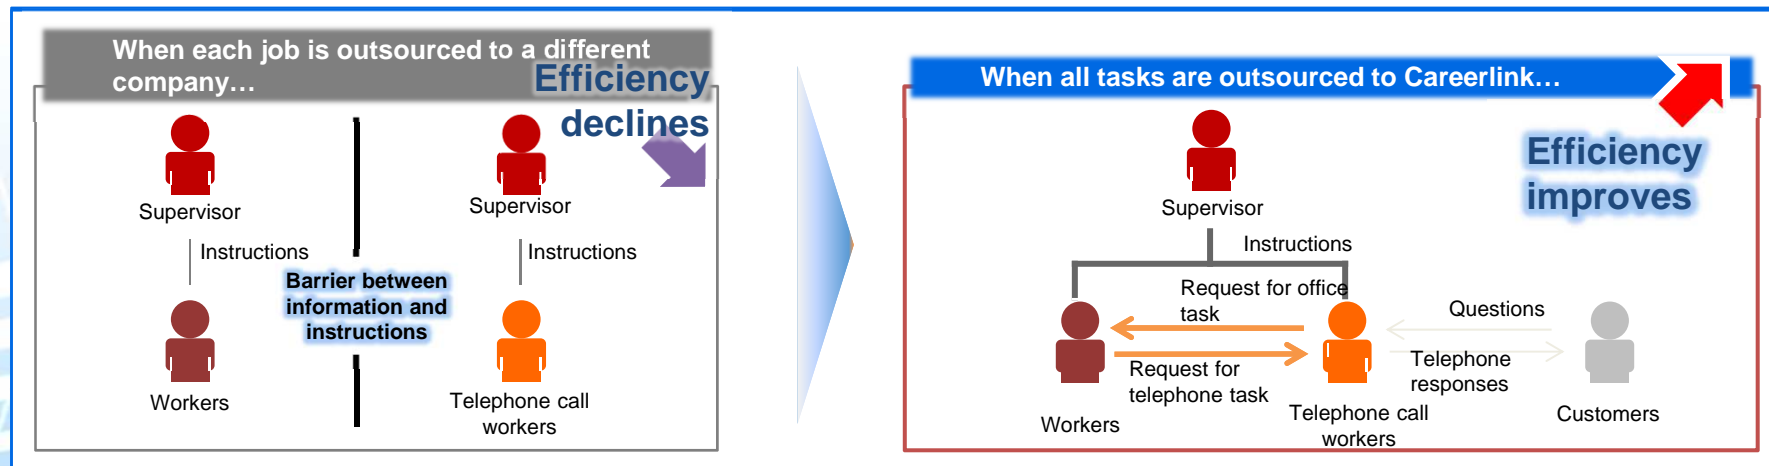 When each job is outsourced to a different
company…
Efficiency
declines
Supervisor
Supervisor
Instructions
Instructions
Barrier between
information and
instructions
Workers
Telephone call
workers
When all tasks are outsourced to Careerlink…
Efficiency
improves
Supervisor
Instructions
Request for office
task
Questions
Request for
telephone task
Telephone
responses
Workers
Telephone call
workers
Customers